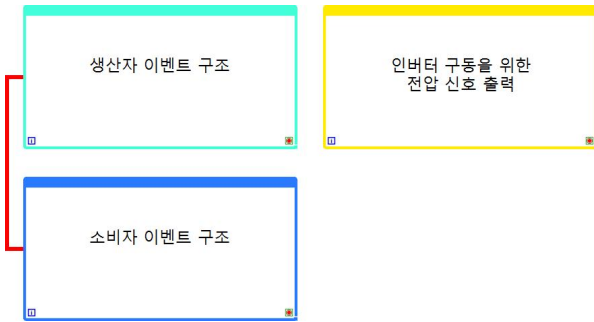 생산자 이벤트 구조
인버터 구동을 위한
전압 신호 출력
소비자 이벤트 구조